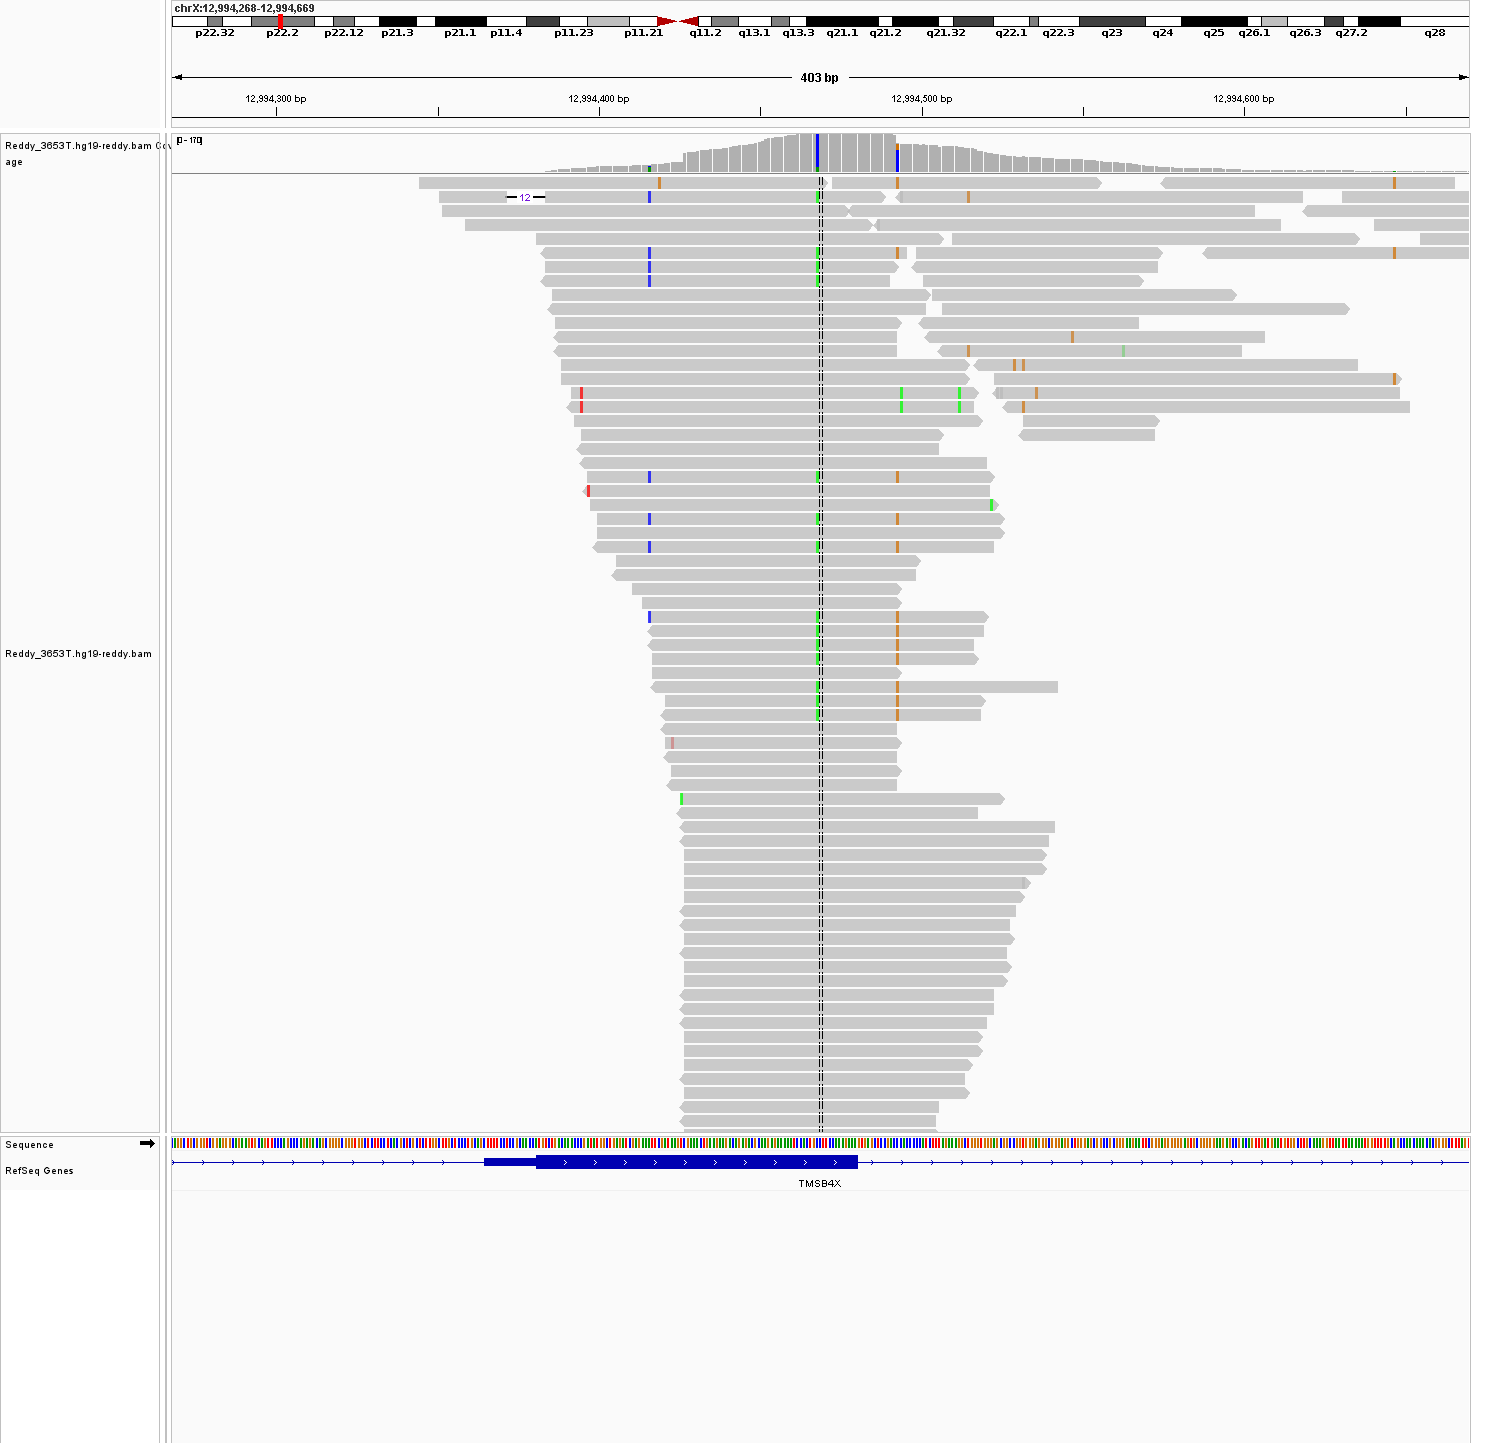 chrX:12,994,268-12,994,669
p22.32 p22.2 p22.12 p21.3 p21.1 p11.4 p11.23 p11.21 q11.2 q13.1 q13.3 q21.1 q21.2 q21.32 q22.1 q22.3 q23 q24 q25 q26.1 q26.3 q27.2 q28
403 bp
12,994,300 bp 12,994,400 bp 12,994,500 bp 12,994,600 bp
Reddy_3653T.hg19-reddy.bam Cov
age
[0 - 170]
12
Reddy_3653T.hg19-reddy.bam
Sequence
RefSeq Genes
TMSB4X